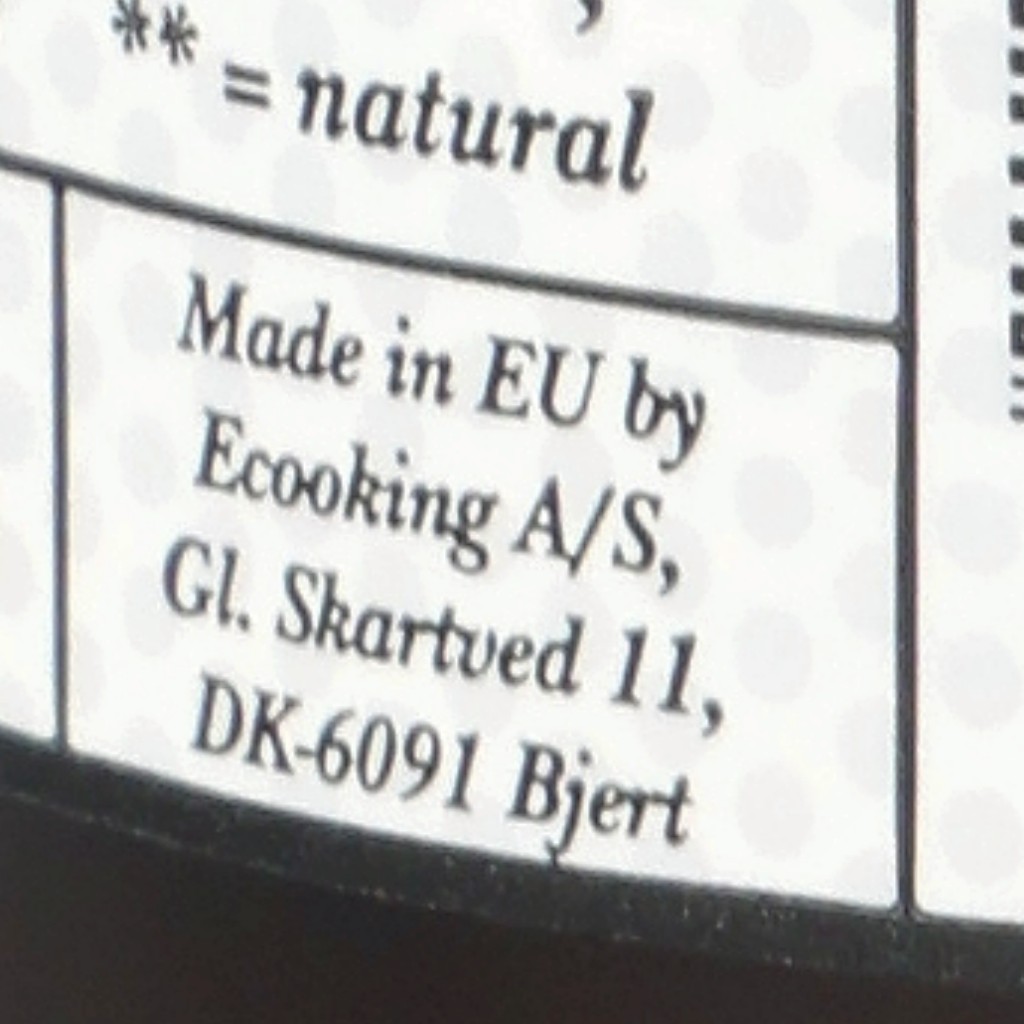 ** = natural
Made in EU by
Ecooking A/S,
Gl. Skartved 11,
DK-6091 Bjert